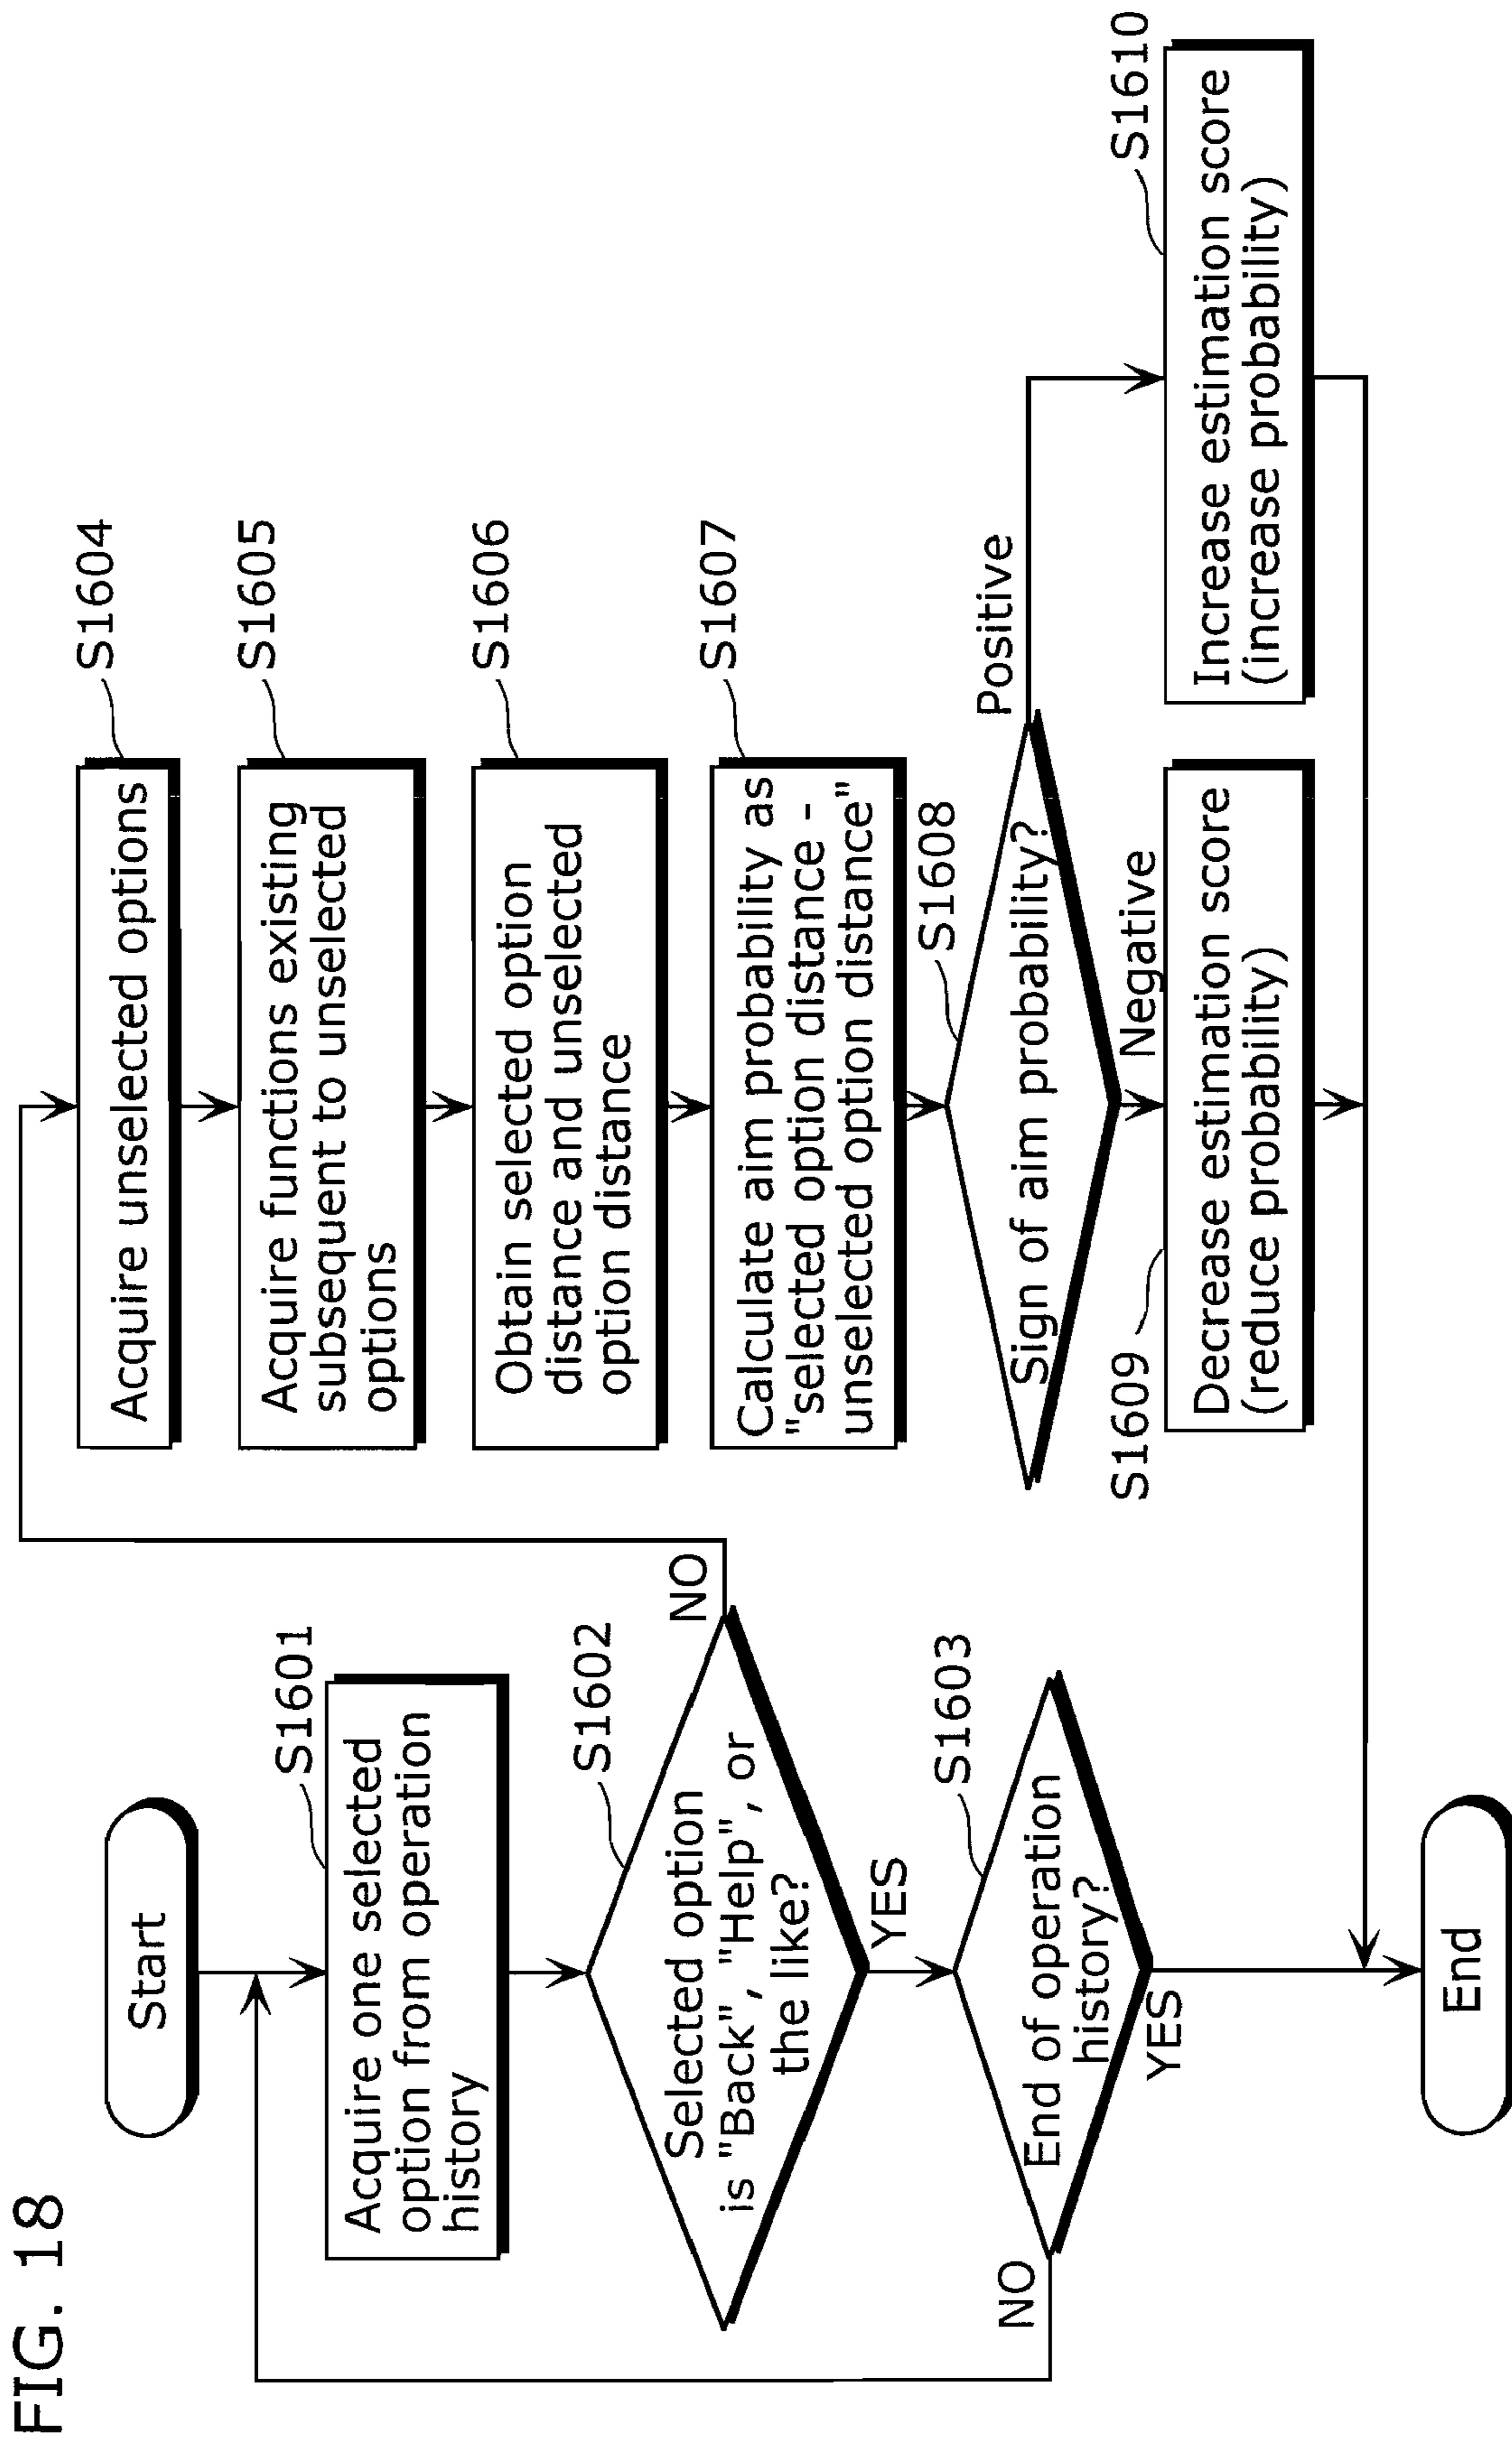 FIG. 18
Start
S1601
Acquire one selected
option from operation
history
S1602
Selected option
is "Back", "Help", or
the like?
NO
YES
S1603
End of operation
history?
NO
YES
End
S1604
Acquire unselected options
S1605
Acquire functions existing
subsequent to unselected
options
S1606
Obtain selected option
distance and unselected
option distance
S1607
Calculate aim probability as
"selected option distance -
unselected option distance"
S1608
Sign of aim probability?
Positive
Negative
S1609
Decrease estimation score
(reduce probability)
S1610
Increase estimation score
(increase probability)